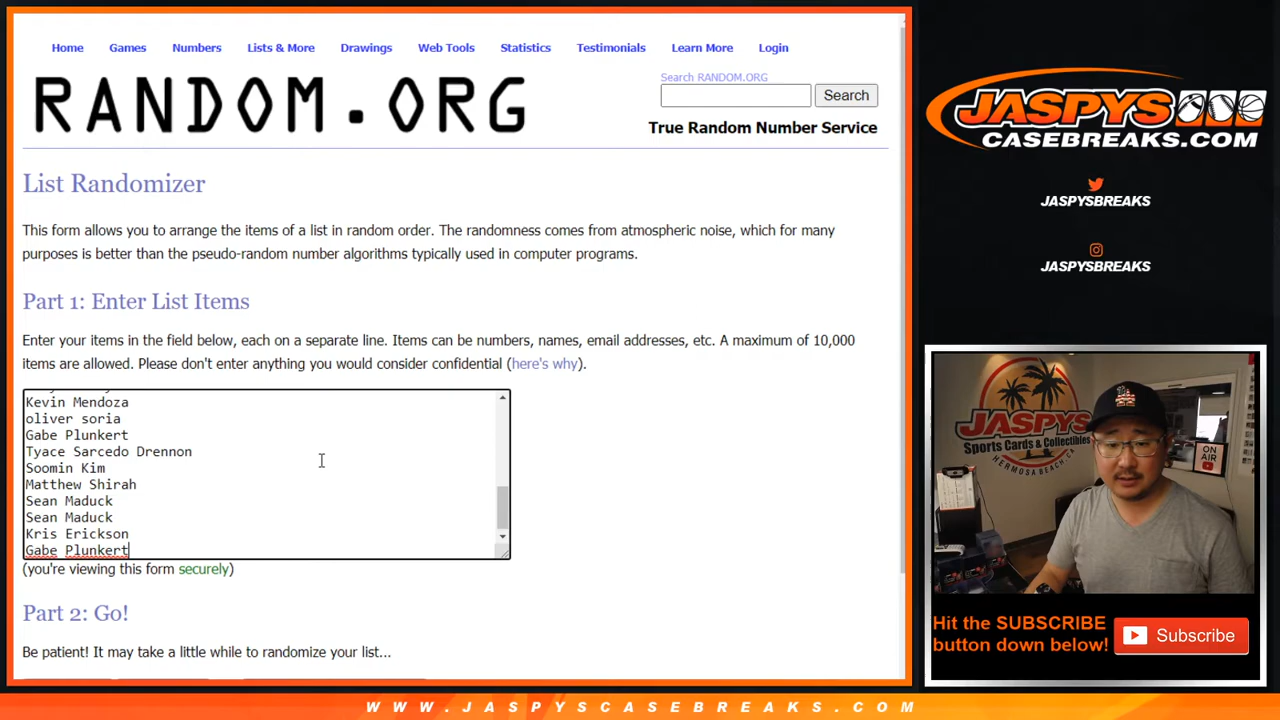 Home Games Numbers Lists & More Drawings Web Tools Statistics Testimonials Learn More Login
RANDOM.ORG
Search RANDOM.ORG
Search
True Random Number Service
List Randomizer
This form allows you to arrange the items of a list in random order. The randomness comes from atmospheric noise, which for many
purposes is better than the pseudo-random number algorithms typically used in computer programs.
Part 1: Enter List Items
Enter your items in the field below, each on a separate line. Items can be numbers, names, email addresses, etc. A maximum of 10,000
items are allowed. Please don't enter anything you would consider confidential (here's why).
Kevin Mendoza
oliver soria
Gabe Plunkert
Tyace Sarcedo Drennon
Soomin Kim
Matthew Shirah
Sean Maduck
Sean Maduck
Kris Erickson
Gabe Plunkert
(you're viewing this form securely)
Part 2: Go!
Be patient! It may take a little while to randomize your list...
JASPYS
CASEBREAKS.COM
JASPYSBREAKS
JASPYSBREAKS
JASPYS
Sports Cards & Collectibles
HERMOSA BEACH, CA
ON AIR
Hit the SUBSCRIBE
button down below!
Subscribe
WWW.JASPYSCASEBREAKS.COM